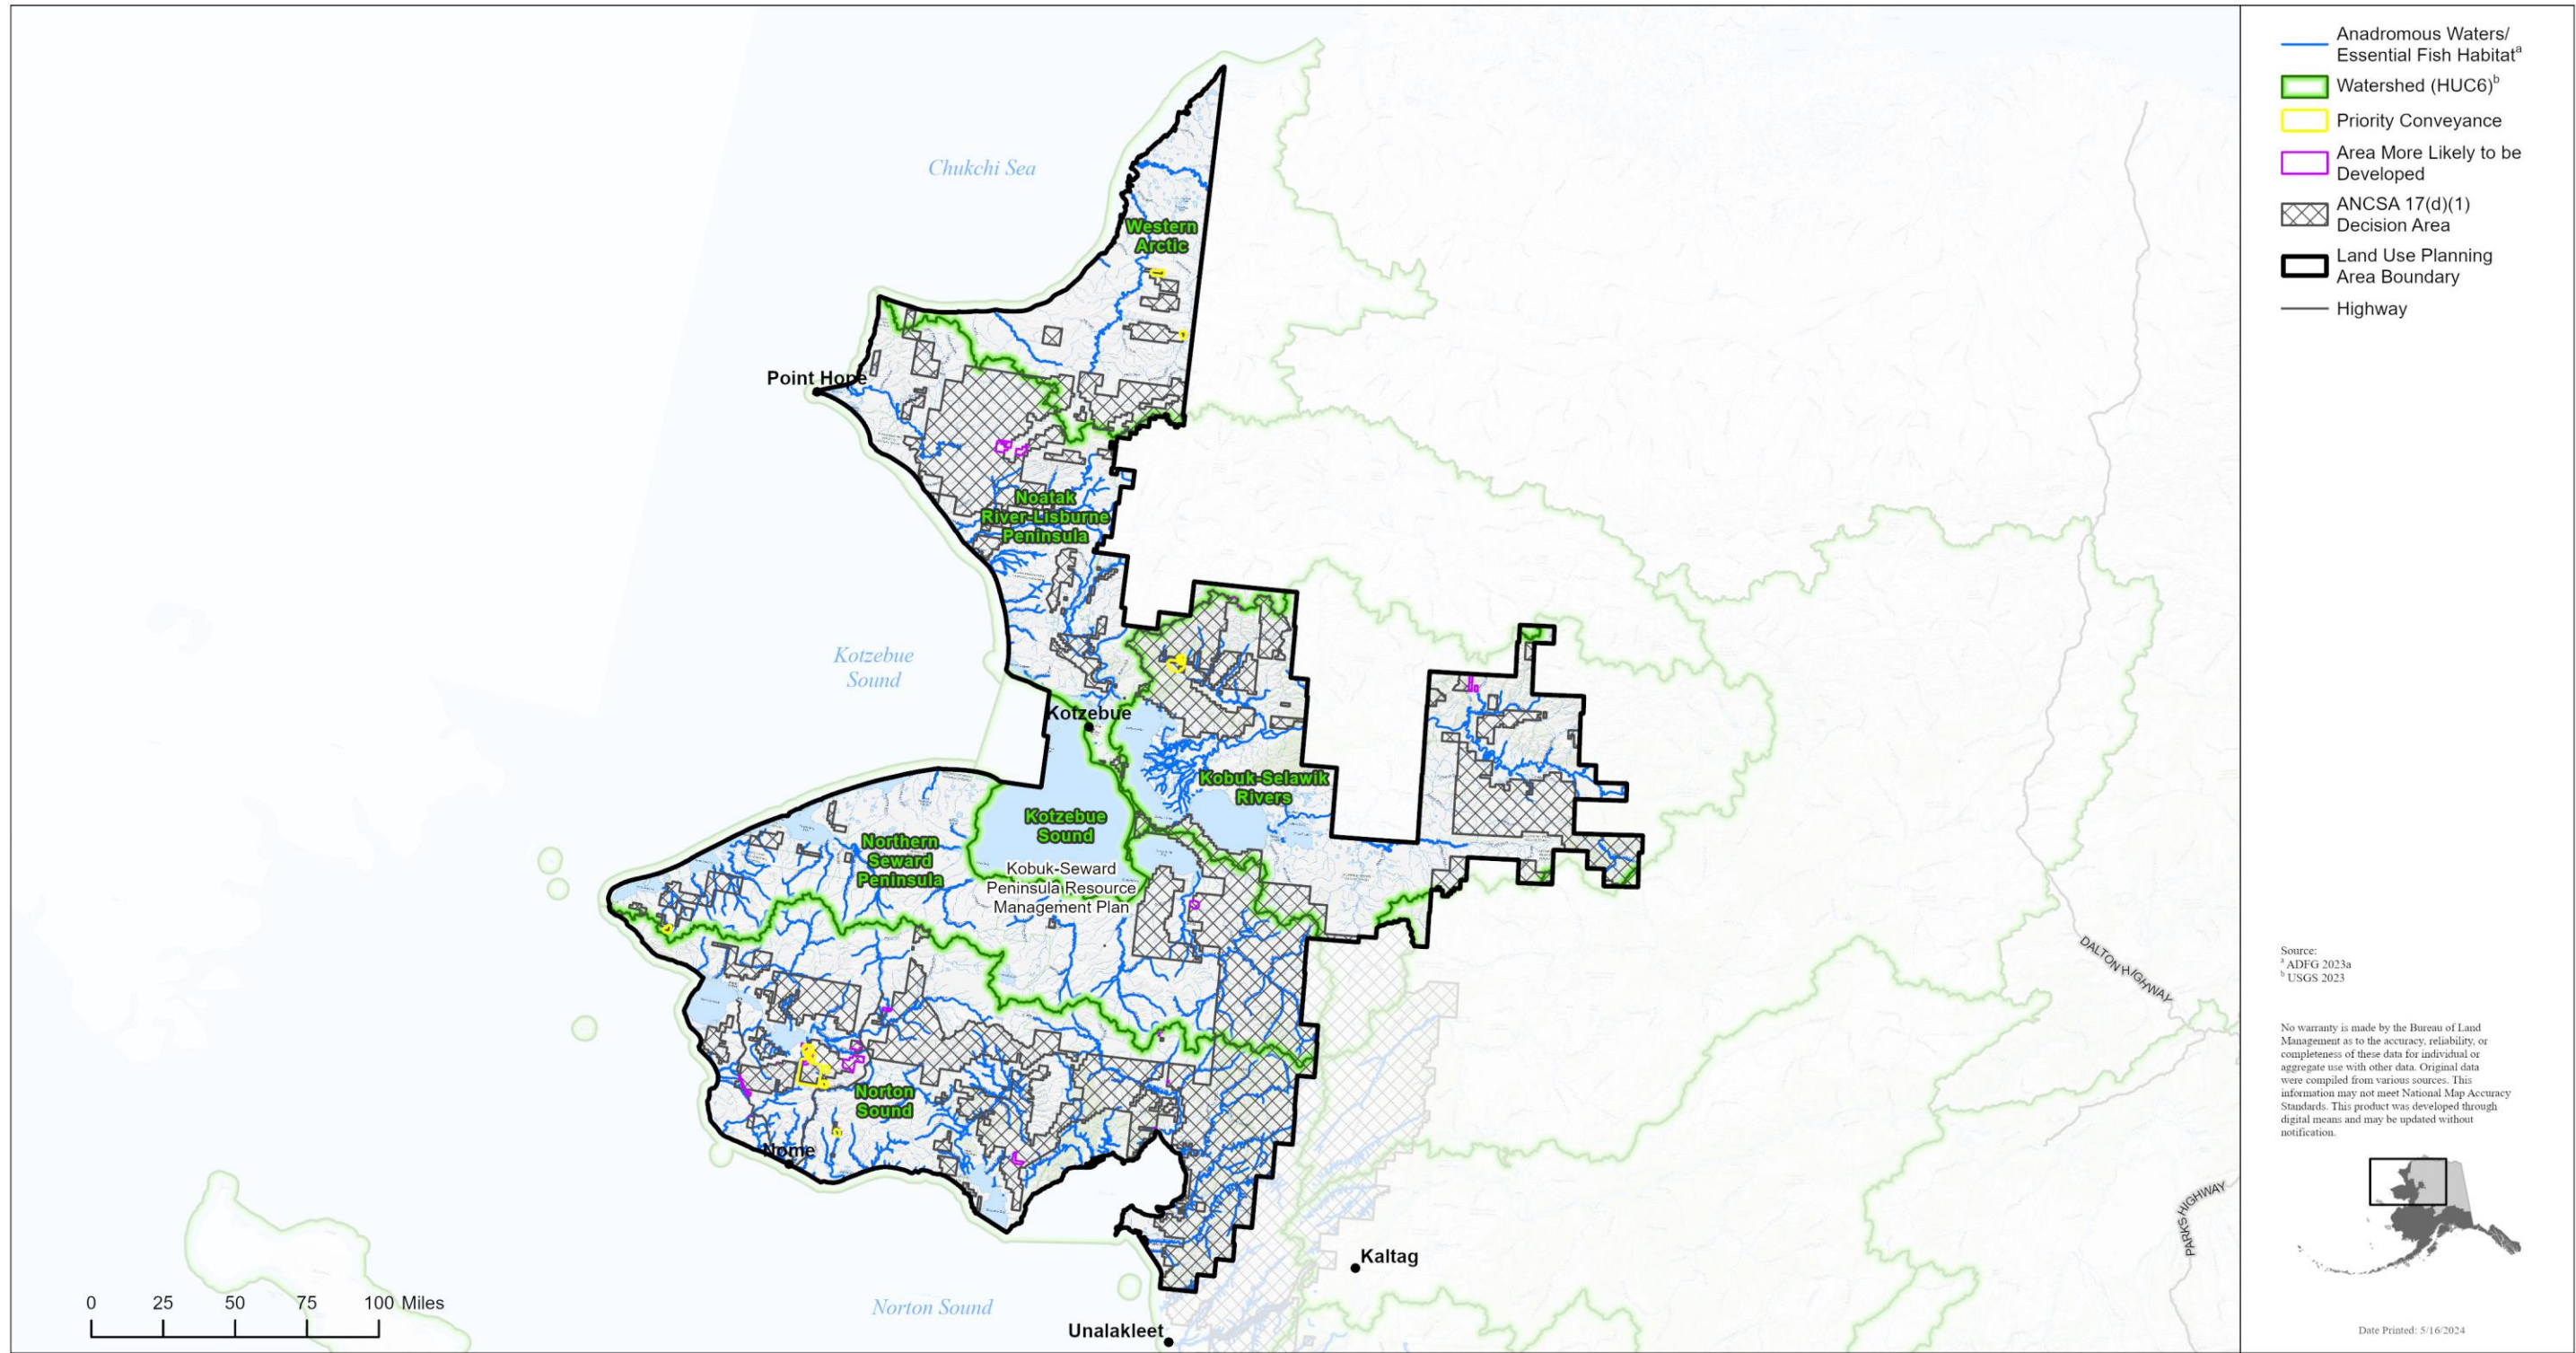 Chukchi Sea
Western
Arctic
Point Hope
Noatak
River-Lisburne
Peninsula
Kotzebue
Sound
Kotzebue
Kobuk-Selawik
Rivers
Kotzebue
Sound
Northern
Seward
Peninsula
Kobuk-Seward
Peninsula Resource
Management Plan
Norton
Sound
Nome
Kaltag
Norton Sound
Unalakleet
DALTON HIGHWAY
PARKS HIGHWAY
0 25 50 75 100 Miles
Anadromous Waters/
Essential Fish Habitat a
Watershed (HUC6) b
Priority Conveyance
Area More Likely to be
Developed
ANCSA 17(d)(1)
Decision Area
Land Use Planning
Area Boundary
Highway
Source:
a ADFG 2023a
b USGS 2023
No warranty is made by the Bureau of Land
Management as to the accuracy, reliability, or
completeness of these data for individual or
aggregate use with other data. Original data
were compiled from various sources. This
information may not meet National Map Accuracy
Standards. This product was developed through
digital means and may be updated without
notification.
Date Printed: 5/16/2024